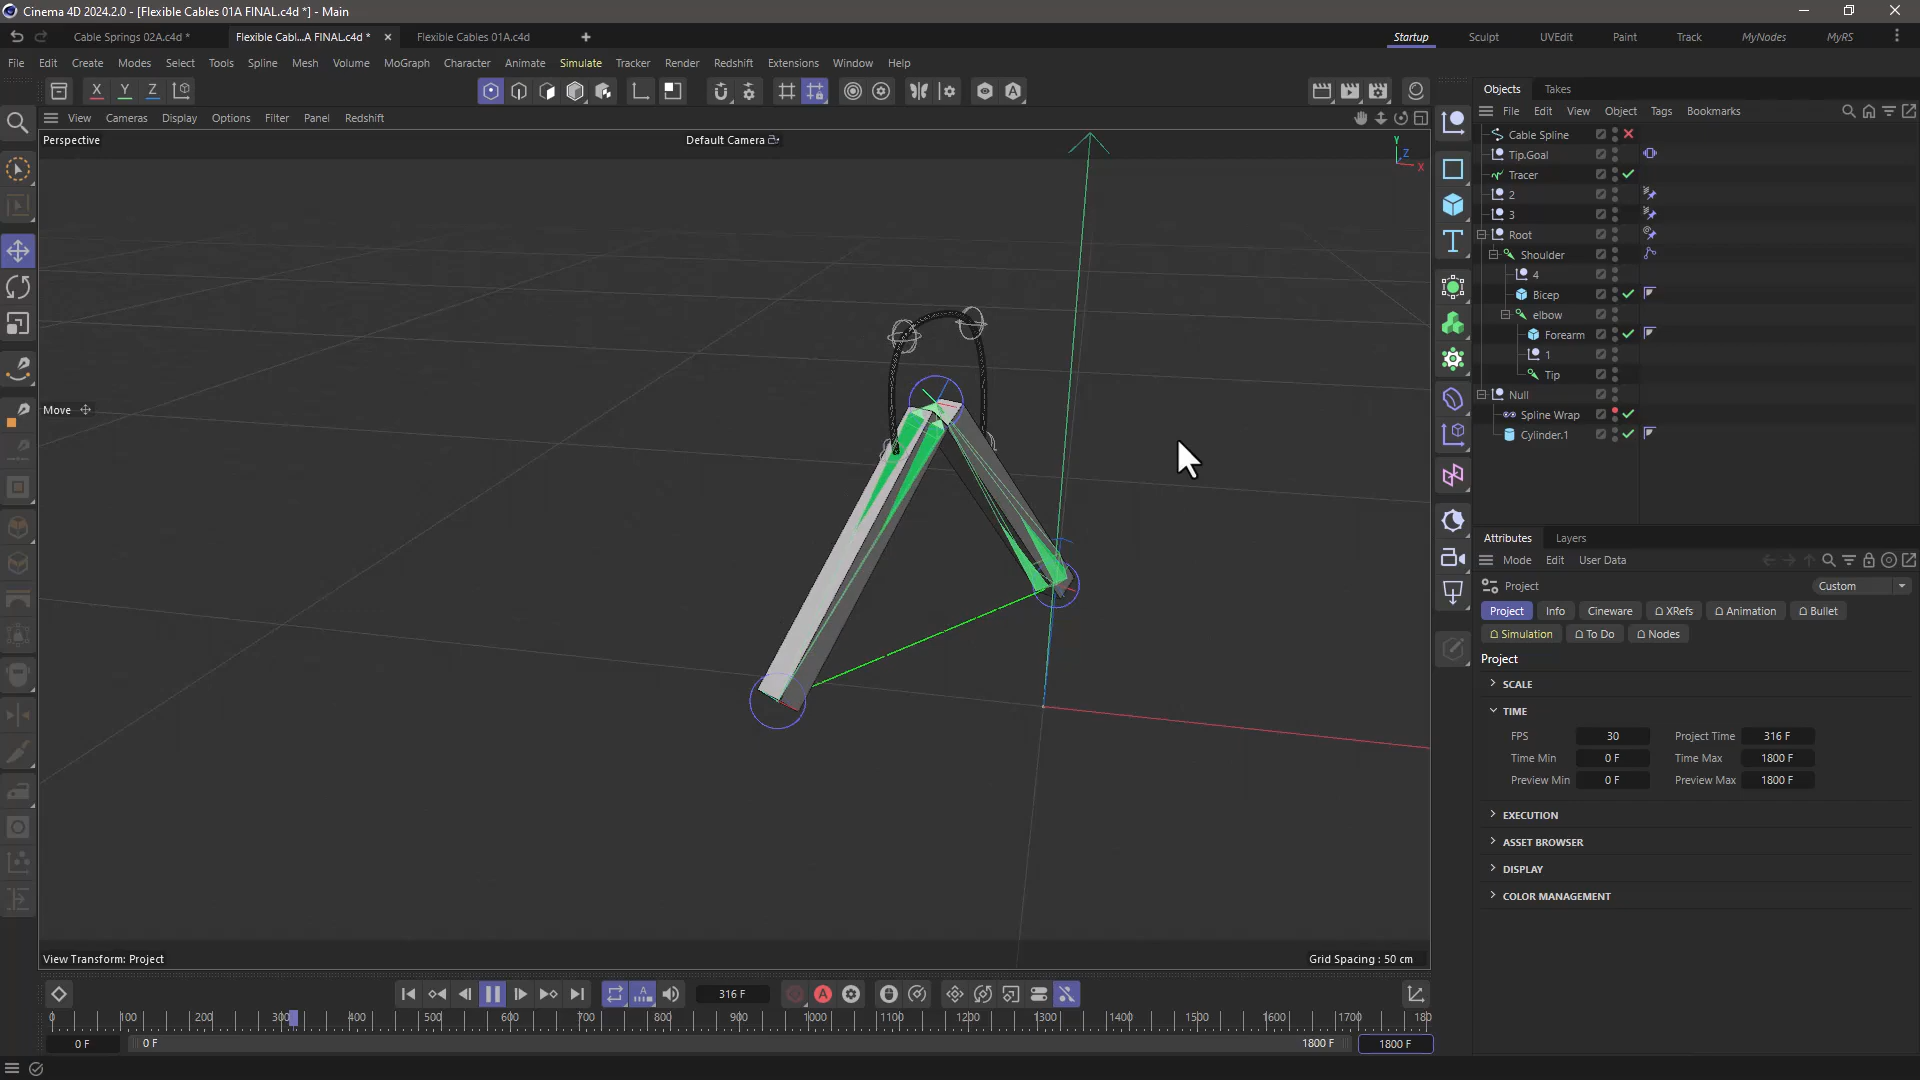 Cinema 4D 2024.2.0 - [Flexible Cables 01A FINAL.c4d *] - Main
Cable Springs 02A.c4d *
Flexible Cabl...A FINAL.c4d *
Flexible Cables 01A.c4d
Startup
Sculpt
UVEdit
Paint
Track
MyNodes
MyRS
File Edit Create Modes Select Tools Spline Mesh Volume MoGraph Character Animate Simulate Tracker Render Redshift Extensions Window Help
X Y Z
View Cameras Display Options Filter Panel Redshift
Perspective
Default Camera
Y
Z
X
Move
View Transform: Project
Grid Spacing : 50 cm
Objects Takes
File Edit View Object Tags Bookmarks
Cable Spline
Tip.Goal
Tracer
2
3
Root
Shoulder
4
Bicep
elbow
Forearm
1
Tip
Null
Spline Wrap
Cylinder.1
Attributes Layers
Mode Edit User Data
Project
Custom
Project Info Cineware XRefs Animation Bullet
Simulation To Do Nodes
Project
SCALE
TIME
FPS 30 Project Time 316 F
Time Min 0 F Time Max 1800 F
Preview Min 0 F Preview Max 1800 F
EXECUTION
ASSET BROWSER
DISPLAY
COLOR MANAGEMENT
316 F
0 100 200 300 400 500 600 700 800 900 1000 1100 1200 1300 1400 1500 1600 1700 180
0 F
0 F
1800 F
1800 F